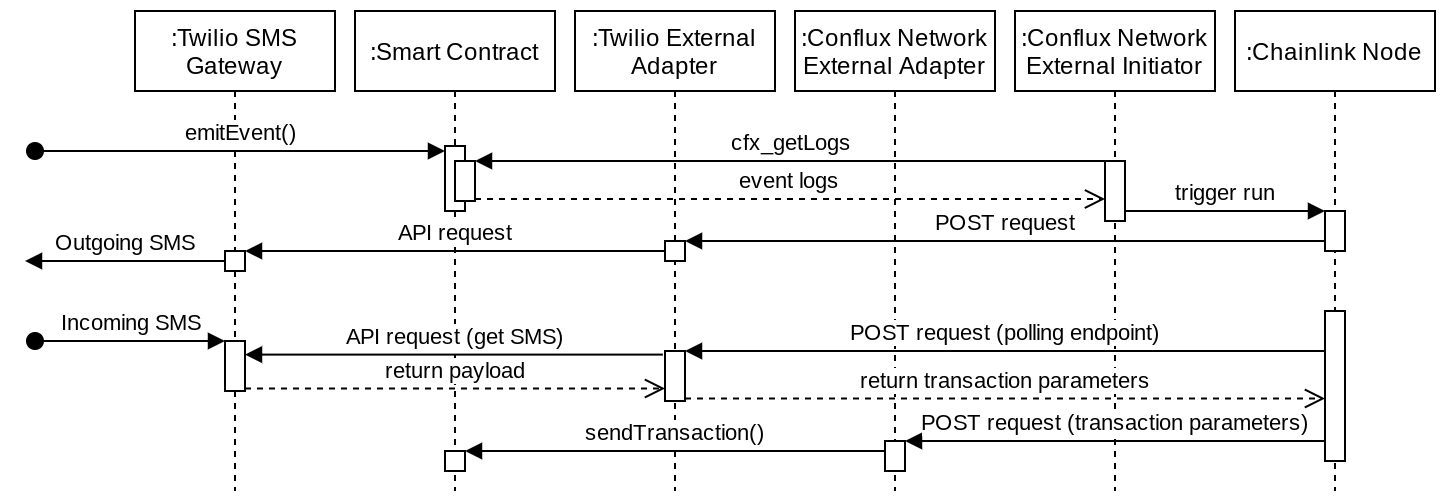 :Twilio SMS
Gateway
:Smart Contract
:Twilio External
Adapter
:Conflux Network
External Adapter
:Conflux Network
External Initiator
:Chainlink Node
emitEvent()
cfx_getLogs
event logs
trigger run
POST request
API request
Outgoing SMS
Incoming SMS
API request (get SMS)
POST request (polling endpoint)
return payload
return transaction parameters
POST request (transaction parameters)
sendTransaction()